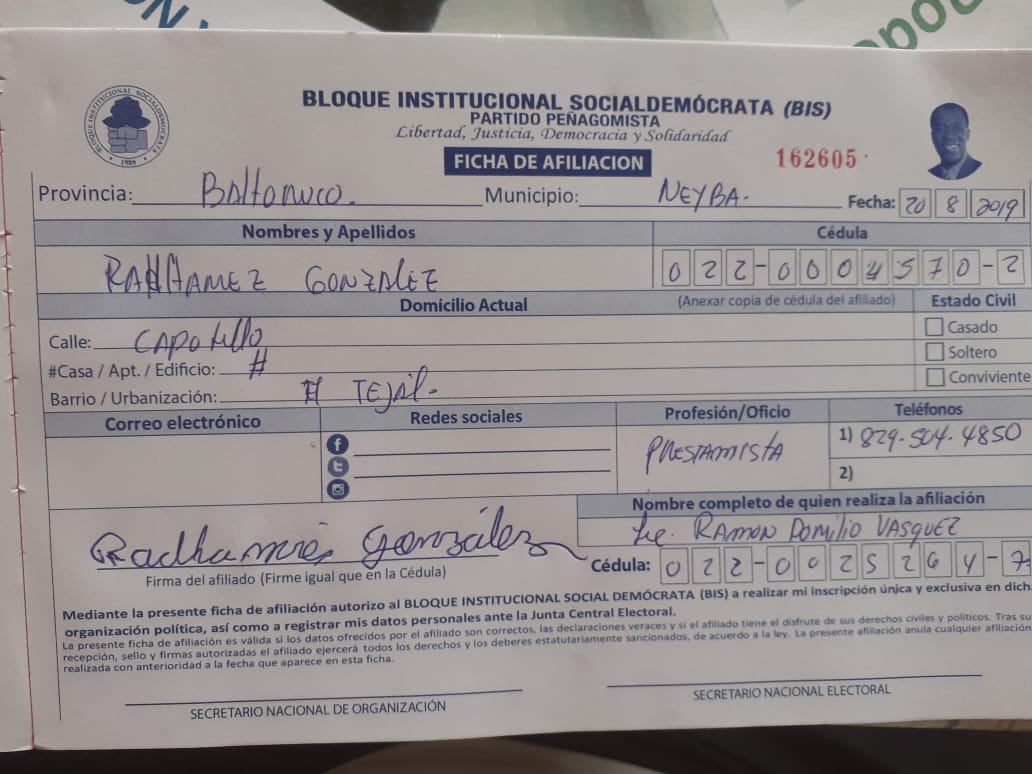 BLOQUE INSTITUCIONAL SOCIALDEMÓCRATA (BIS)
PARTIDO PEÑAGOMISTA
Libertad, Justicia, Democracia y Solidaridad
FICHA DE AFILIACION
162605
BLOQUE INSTITUCIONAL SOCIALDEMOCRATA
1989
Provincia: Bahoruco. Municipio: NEYBA. Fecha: 20 8 2019
Nombres y Apellidos Cédula
RAHHAMEZ GONZALEZ 022-0004570-2
Domicilio Actual (Anexar copia de cédula del afiliado) Estado Civil
Calle: CAPOTILLO Casado
#Casa / Apt. / Edificio: # Soltero
Barrio / Urbanización: El TEJAL. Conviviente
Correo electrónico Redes sociales Profesión/Oficio Teléfonos
PRESTAMISTA 1) 829-504-4850
2)
Nombre completo de quien realiza la afiliación
Radhamés González Lic. RAMON DOMILIO VASQUEZ
Firma del afiliado (Firme igual que en la Cédula) Cédula: 022-0025264-7
Mediante la presente ficha de afiliación autorizo al BLOQUE INSTITUCIONAL SOCIAL DEMÓCRATA (BIS) a realizar mi inscripción única y exclusiva en dich
organización política, así como a registrar mis datos personales ante la Junta Central Electoral.
La presente ficha de afiliación es válida si los datos ofrecidos por el afiliado son correctos, las declaraciones veraces y si el afiliado tiene el disfrute de sus derechos civiles y políticos. Tras su
recepción, sello y firmas autorizadas el afiliado ejercerá todos los derechos y los deberes estatutariamente sancionados, de acuerdo a la ley. La presente afiliación anula cualquier afiliación
realizada con anterioridad a la fecha que aparece en esta ficha.
SECRETARIO NACIONAL DE ORGANIZACIÓN SECRETARIO NACIONAL ELECTORAL